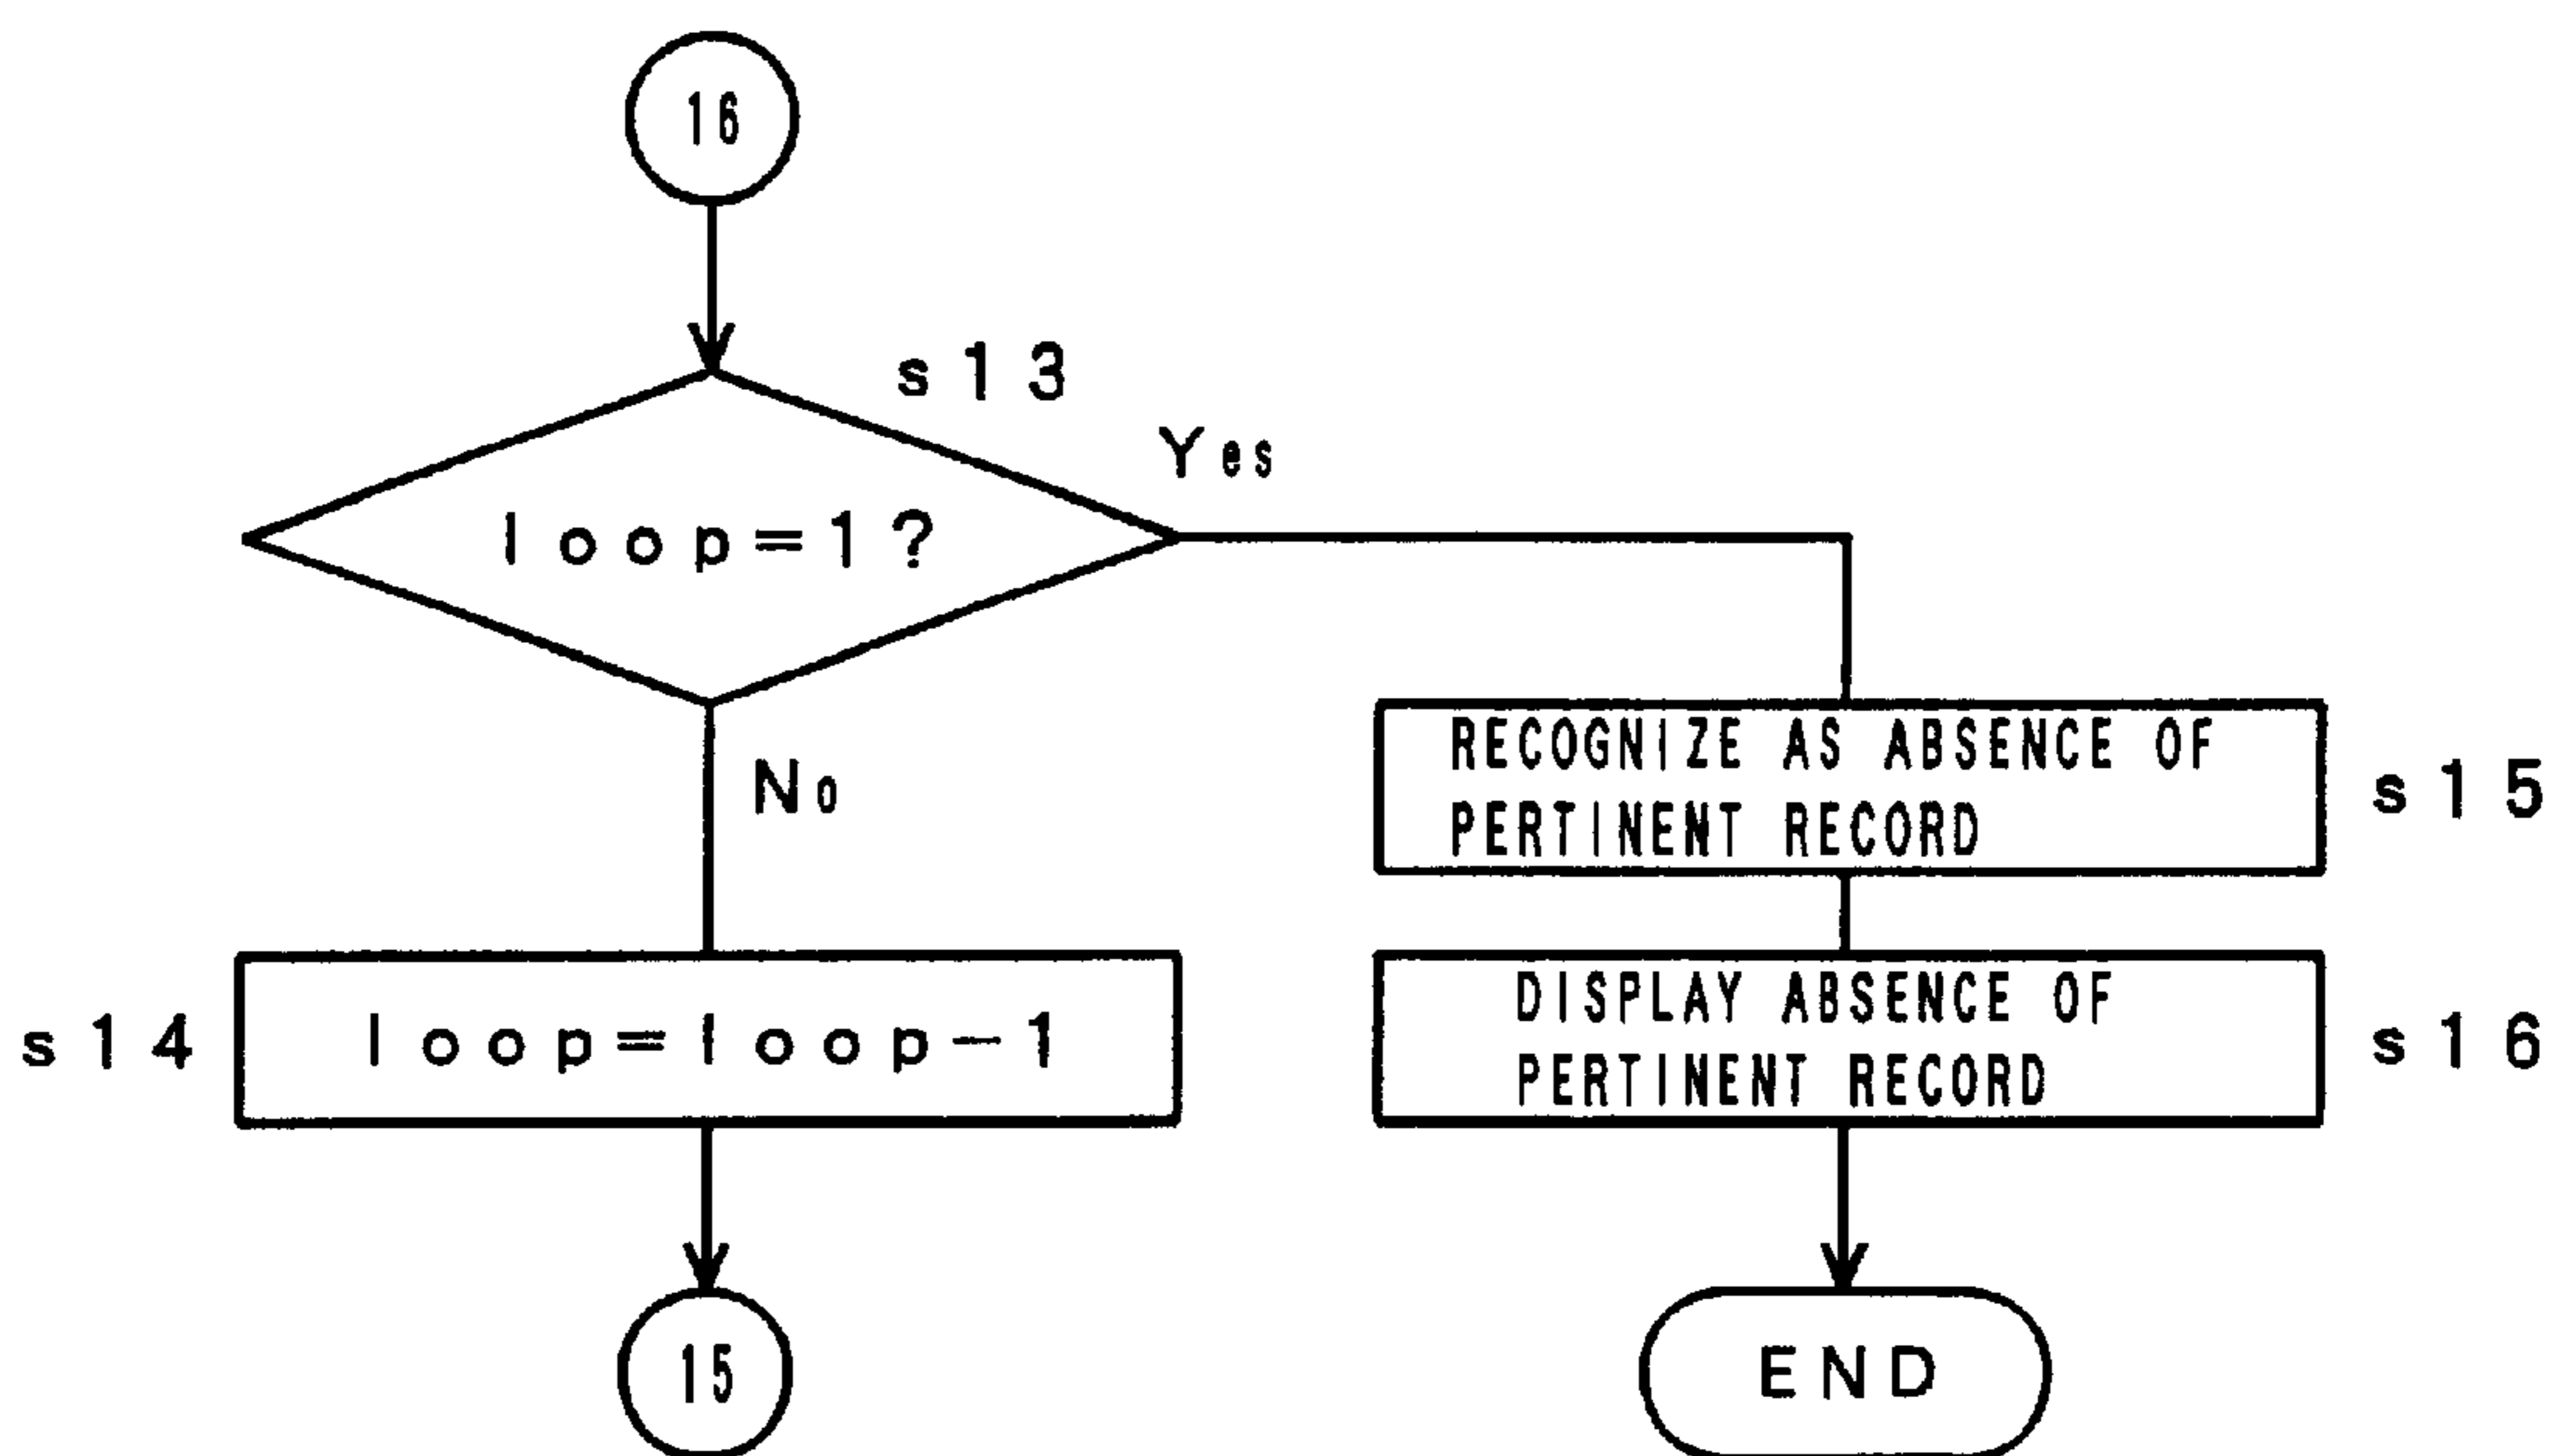 16
s13
Yes
loop=1?
No
RECOGNIZE AS ABSENCE OF
PERTINENT RECORD
s15
s14
loop=loop-1
DISPLAY ABSENCE OF
PERTINENT RECORD
s16
15
END